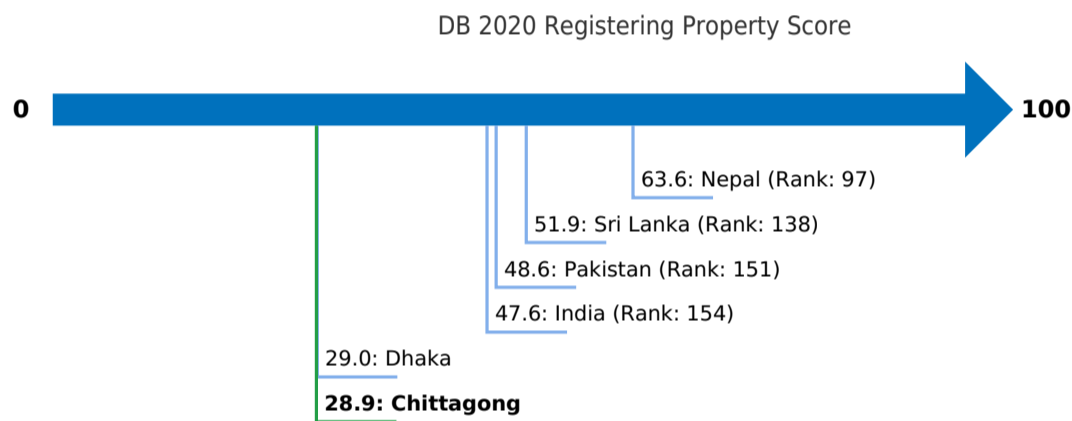 DB 2020 Registering Property Score
0
100
63.6: Nepal (Rank: 97)
51.9: Sri Lanka (Rank: 138)
48.6: Pakistan (Rank: 151)
47.6: India (Rank: 154)
29.0: Dhaka
28.9: Chittagong